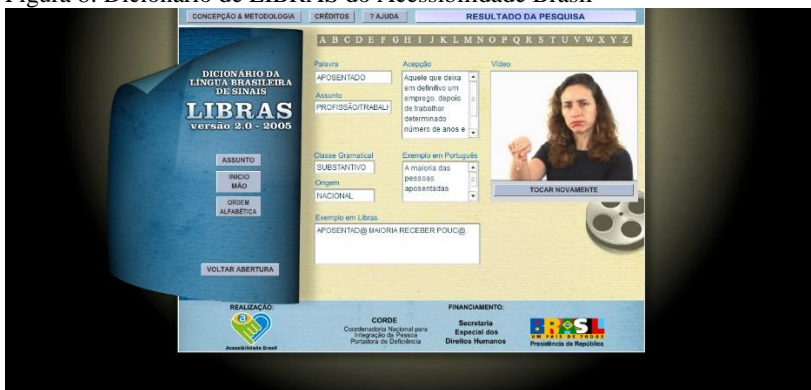 Figura 8: Dicionário de LIBRAS do Acessibilidade Brasil
CONCEPÇÃO & METODOLOGIA
CRÉDITOS
? AJUDA
RESULTADO DA PESQUISA
A B C D E F G H I J K L M N O P Q R S T U V W X Y Z
DICIONÁRIO DA
LÍNGUA BRASILEIRA
DE SINAIS
LIBRAS
versão 2.0 - 2005
ASSUNTO
INICIO
MÃO
ORDEM
ALFABÉTICA
VOLTAR ABERTURA
Palavra
APOSENTADO
Assunto
PROFISSÃO/TRABALH
Acepção
Aquele que deixa
em definitivo um
emprego, depois
de trabalhar
determinado
número de anos e
Vídeo
TOCAR NOVAMENTE
Classe Gramatical
SUBSTANTIVO
Origem
NACIONAL
Exemplo em Português
A maioria das
pessoas
aposentadas
Exemplo em Libras
APOSENTAD@ MAIORIA RECEBER POUC@.
REALIZAÇÃO:
Acessibilidade Brasil
CORDE
Coordenadoria Nacional para
Integração da Pessoa
Portadora de Deficiência
FINANCIAMENTO:
Secretaria
Especial dos
Direitos Humanos
BRASIL
UM PAÍS DE TODOS
Presidência da República